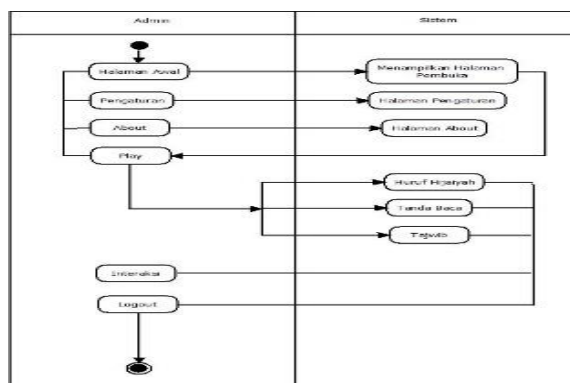 Admin
Sistem
Halaman Awal
Menampilkan Halaman
Pembuka
Pengaturan
Halaman Pengaturan
About
Halaman About
Play
Huruf Hijaiyah
Tanda Baca
Tajwid
Interaksi
Logout